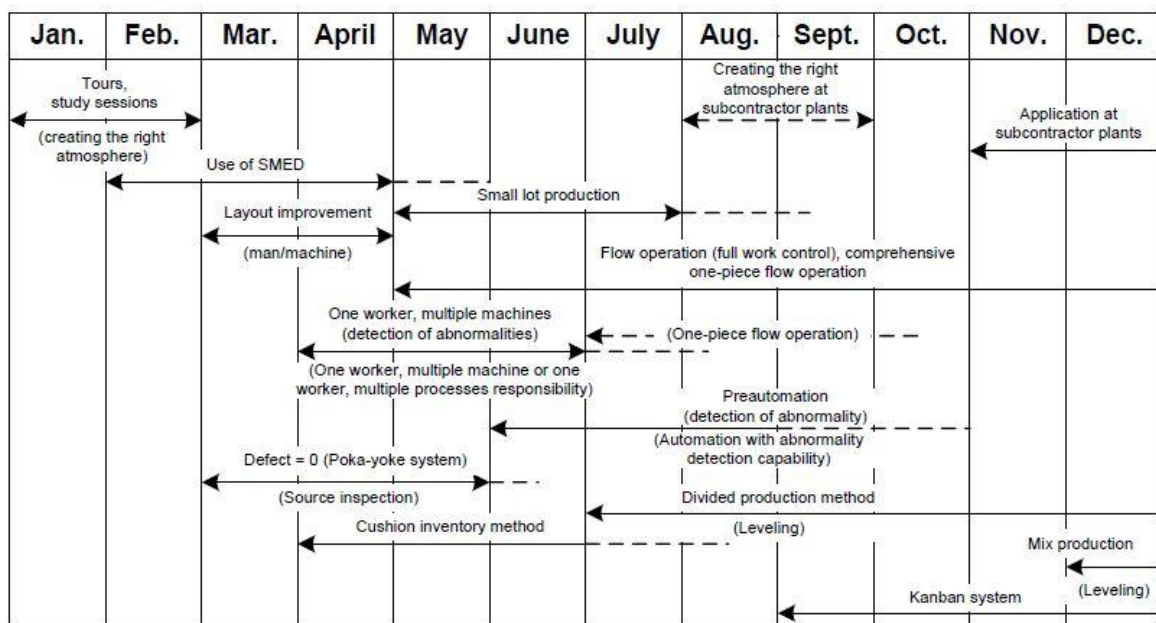 Jan. Feb. Mar. April May June July Aug. Sept. Oct. Nov. Dec.
Tours,
study sessions
(creating the right
atmosphere)
Creating the right
atmosphere at
subcontractor plants
Application at
subcontractor plants
Use of SMED
Small lot production
Layout improvement
(man/machine)
Flow operation (full work control), comprehensive
one-piece flow operation
One worker, multiple machines
(detection of abnormalities)
(One worker, multiple machine or one
worker, multiple processes responsibility)
(One-piece flow operation)
Preautomation
(detection of abnormality)
(Automation with abnormality
detection capability)
Defect = 0 (Poka-yoke system)
(Source inspection)
Divided production method
(Leveling)
Cushion inventory method
Mix production
(Leveling)
Kanban system